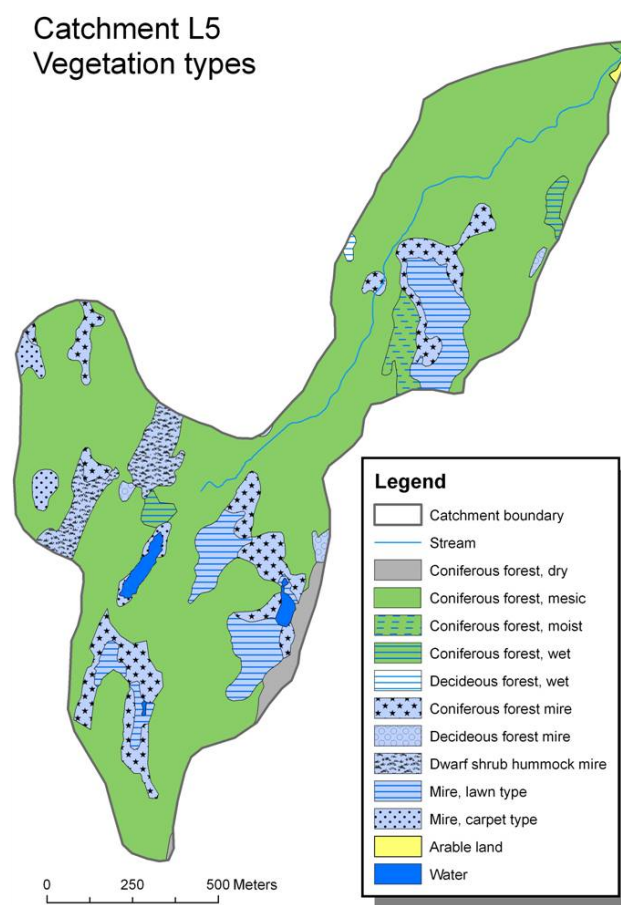 Catchment L5
Vegetation types
Legend
Catchment boundary
Stream
Coniferous forest, dry
Coniferous forest, mesic
Coniferous forest, moist
Coniferous forest, wet
Decideous forest, wet
Coniferous forest mire
Decideous forest mire
Dwarf shrub hummock mire
Mire, lawn type
Mire, carpet type
Arable land
Water
0 250 500 Meters